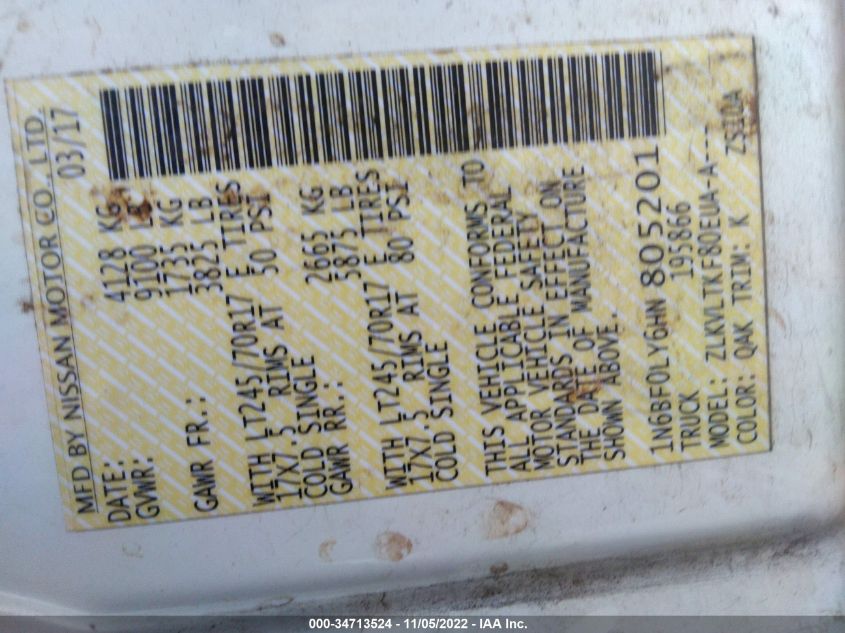 MFD BY NISSAN MOTOR CO., LTD.
DATE: 03/17
GVWR: 4128 KG
9100 LB
GAWR FR.: 1735 KG
3825 LB
WITH LT245/70R17 E TIRES
17X7.5 RIMS AT 50 PSI
COLD SINGLE
GAWR RR.: 2665 KG
5875 LB
WITH LT245/70R17 E TIRES
17X7.5 RIMS AT 80 PSI
COLD SINGLE
THIS VEHICLE CONFORMS TO
ALL APPLICABLE FEDERAL
MOTOR VEHICLE SAFETY
STANDARDS IN EFFECT ON
THE DATE OF MANUFACTURE
SHOWN ABOVE.
1N6BF0LY6HN 805201
TRUCK 195866
MODEL: ZLKVLTKF80EUA-A---
COLOR: QAK TRIM: K
000-34713524 - 11/05/2022 - IAA Inc.